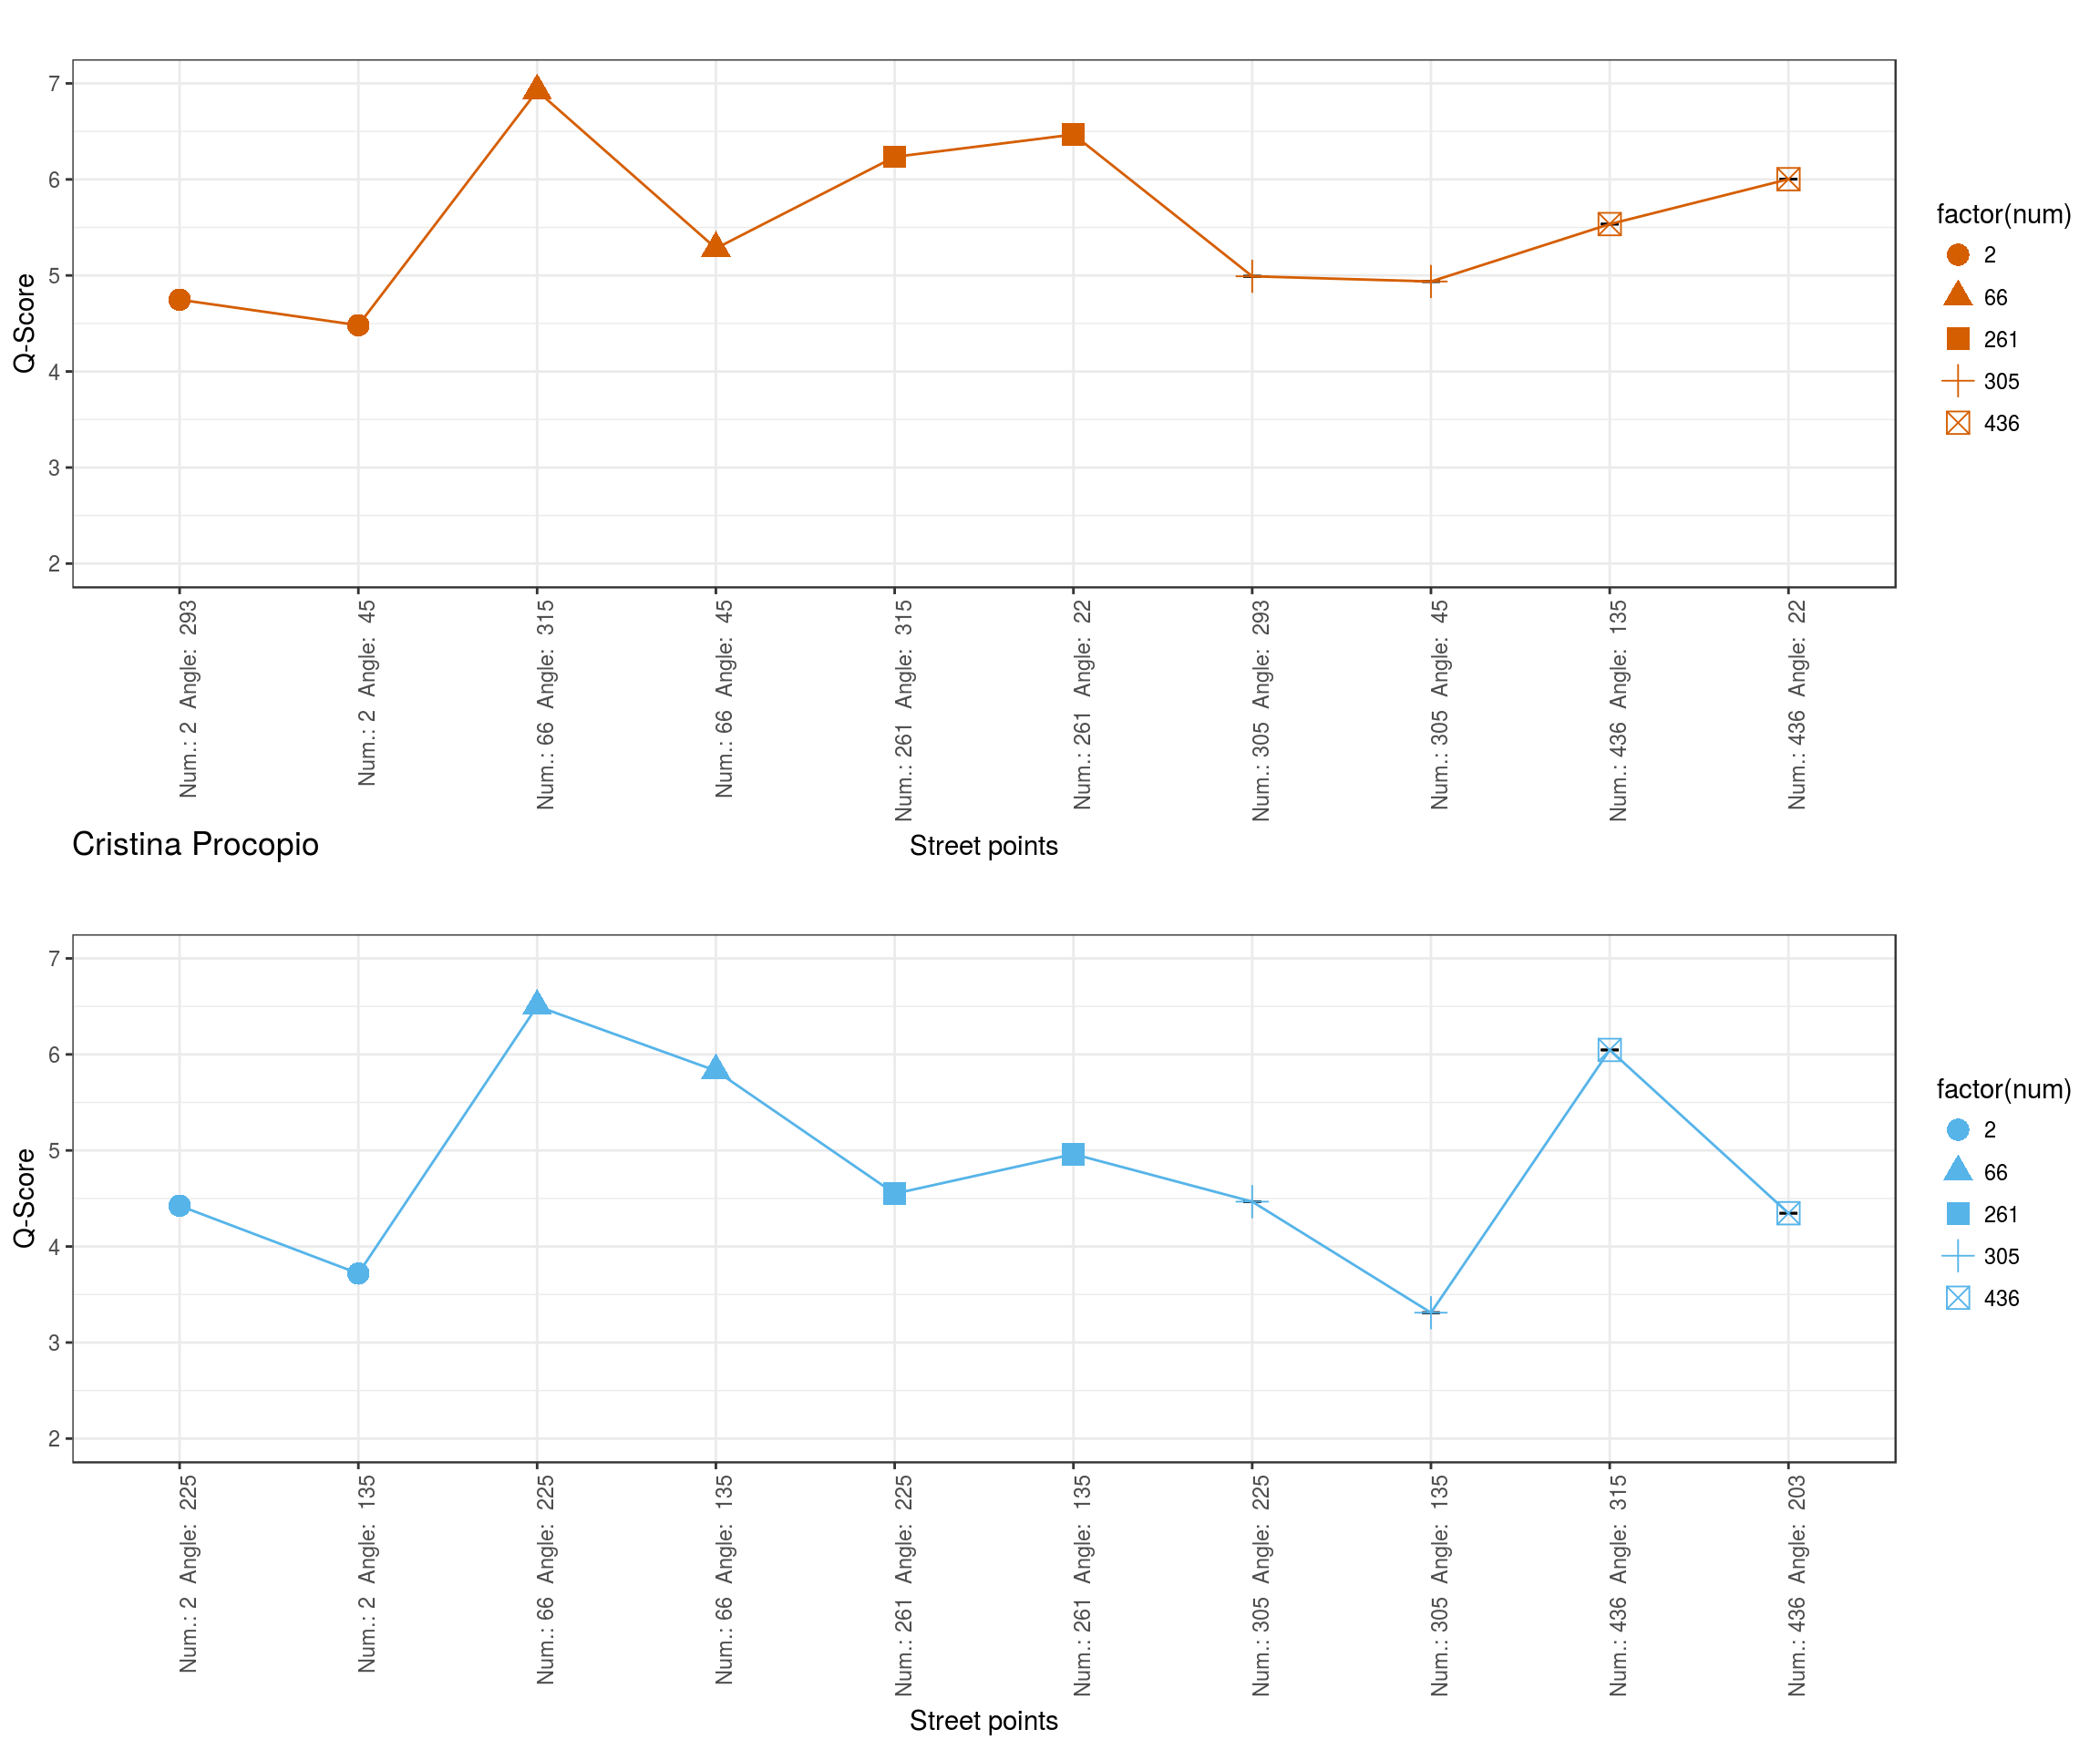 7
6
5
4
3
2
Q-Score
Num.: 2 Angle: 293
Num.: 2 Angle: 45
Num.: 66 Angle: 315
Num.: 66 Angle: 45
Num.: 261 Angle: 315
Num.: 261 Angle: 22
Num.: 305 Angle: 293
Num.: 305 Angle: 45
Num.: 436 Angle: 135
Num.: 436 Angle: 22
Street points
factor(num)
2
66
261
305
436
Cristina Procopio
7
6
5
4
3
2
Q-Score
Num.: 2 Angle: 225
Num.: 2 Angle: 135
Num.: 66 Angle: 225
Num.: 66 Angle: 135
Num.: 261 Angle: 225
Num.: 261 Angle: 135
Num.: 305 Angle: 225
Num.: 305 Angle: 135
Num.: 436 Angle: 315
Num.: 436 Angle: 203
Street points
factor(num)
2
66
261
305
436